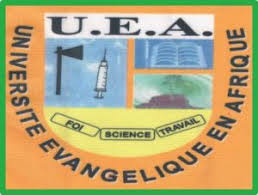 U.E.A.
UNIVERSITE EVANGELIQUE EN AFRIQUE
FOI SCIENCE TRAVAIL